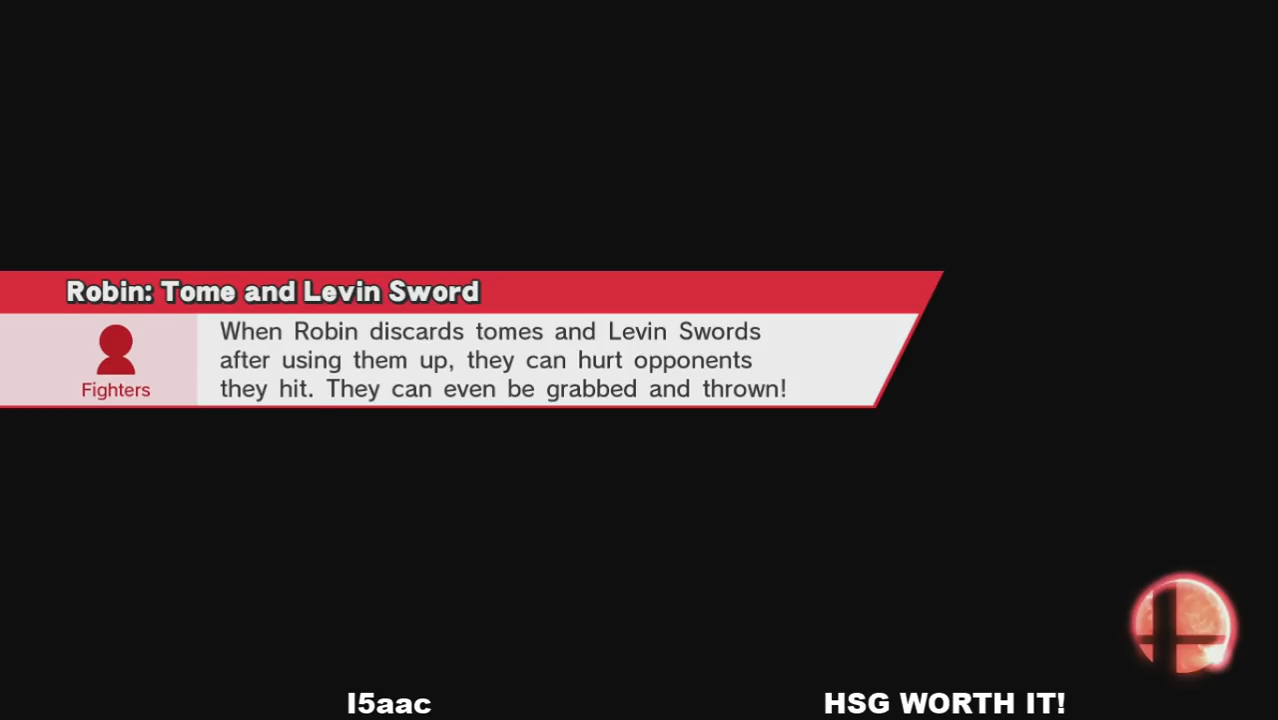 Robin: Tome and Levin Sword
When Robin discards tomes and Levin Swords
after using them up, they can hurt opponents
they hit. They can even be grabbed and thrown!
Fighters
I5aac
HSG WORTH IT!